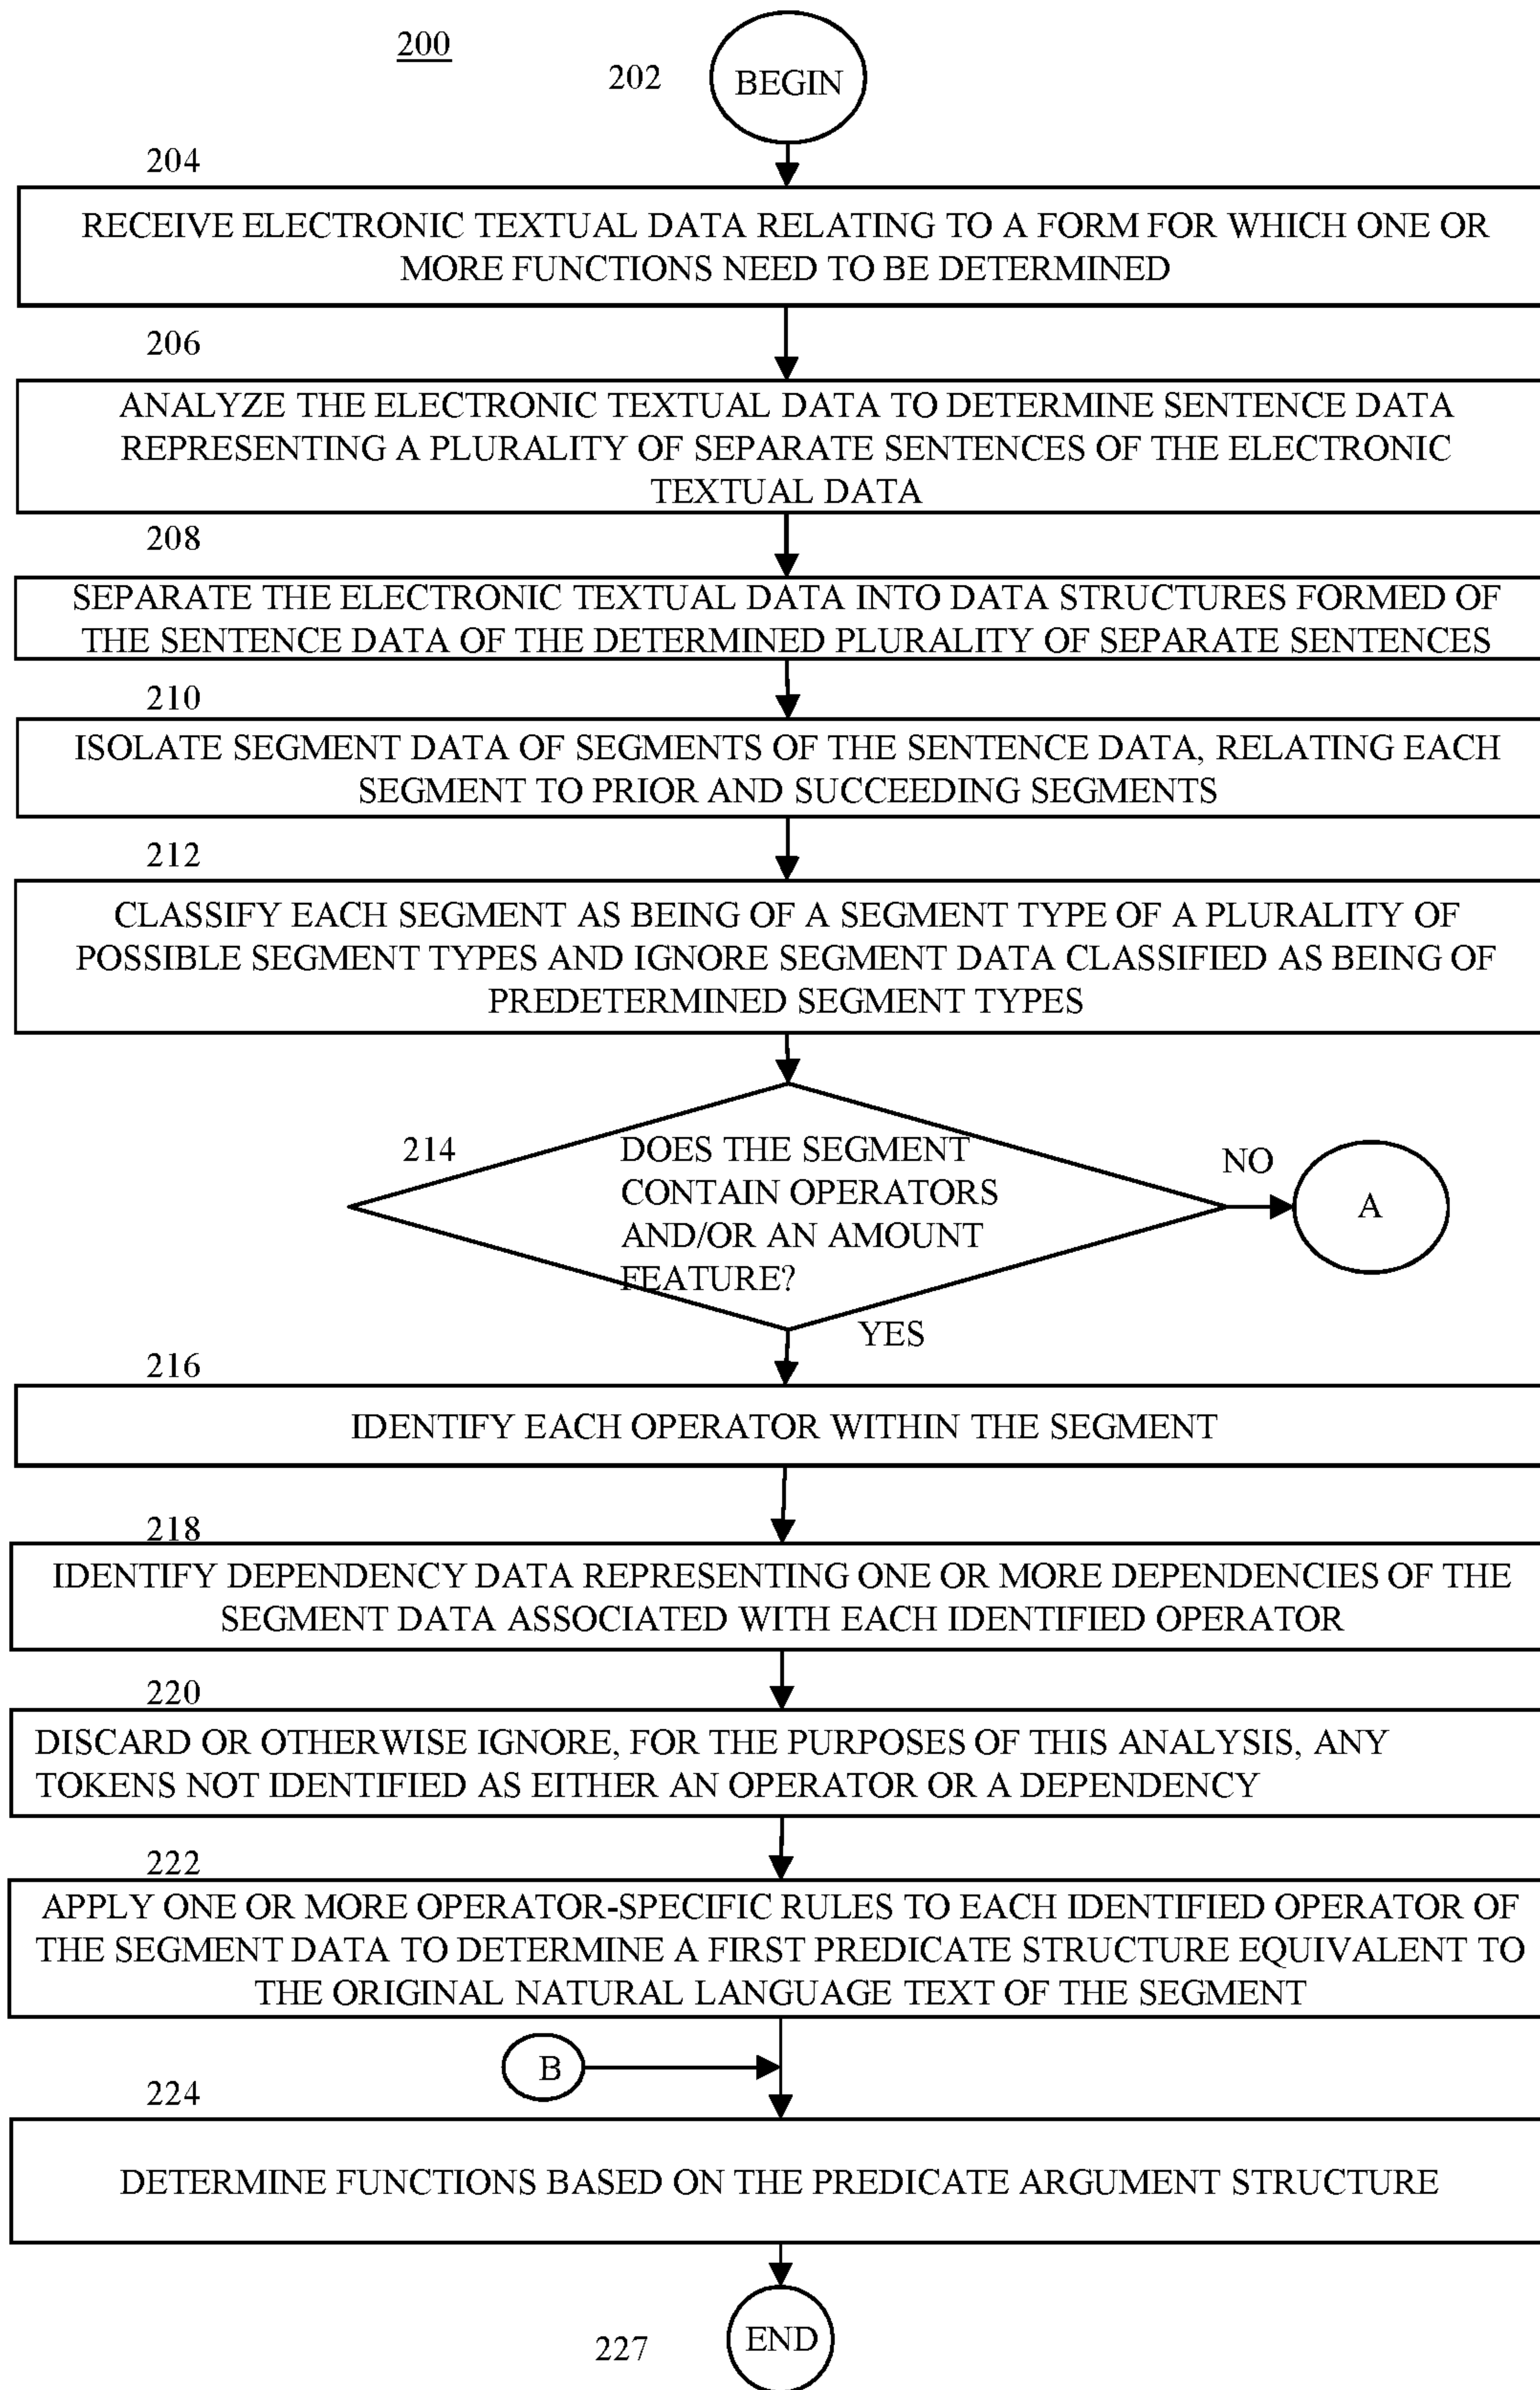 200
202
BEGIN
204
RECEIVE ELECTRONIC TEXTUAL DATA RELATING TO A FORM FOR WHICH ONE OR
MORE FUNCTIONS NEED TO BE DETERMINED
206
ANALYZE THE ELECTRONIC TEXTUAL DATA TO DETERMINE SENTENCE DATA
REPRESENTING A PLURALITY OF SEPARATE SENTENCES OF THE ELECTRONIC
TEXTUAL DATA
208
SEPARATE THE ELECTRONIC TEXTUAL DATA INTO DATA STRUCTURES FORMED OF
THE SENTENCE DATA OF THE DETERMINED PLURALITY OF SEPARATE SENTENCES
210
ISOLATE SEGMENT DATA OF SEGMENTS OF THE SENTENCE DATA, RELATING EACH
SEGMENT TO PRIOR AND SUCCEEDING SEGMENTS
212
CLASSIFY EACH SEGMENT AS BEING OF A SEGMENT TYPE OF A PLURALITY OF
POSSIBLE SEGMENT TYPES AND IGNORE SEGMENT DATA CLASSIFIED AS BEING OF
PREDETERMINED SEGMENT TYPES
214
DOES THE SEGMENT
CONTAIN OPERATORS
AND/OR AN AMOUNT
FEATURE?
NO
A
YES
216
IDENTIFY EACH OPERATOR WITHIN THE SEGMENT
218
IDENTIFY DEPENDENCY DATA REPRESENTING ONE OR MORE DEPENDENCIES OF THE
SEGMENT DATA ASSOCIATED WITH EACH IDENTIFIED OPERATOR
220
DISCARD OR OTHERWISE IGNORE, FOR THE PURPOSES OF THIS ANALYSIS, ANY
TOKENS NOT IDENTIFIED AS EITHER AN OPERATOR OR A DEPENDENCY
222
APPLY ONE OR MORE OPERATOR-SPECIFIC RULES TO EACH IDENTIFIED OPERATOR OF
THE SEGMENT DATA TO DETERMINE A FIRST PREDICATE STRUCTURE EQUIVALENT TO
THE ORIGINAL NATURAL LANGUAGE TEXT OF THE SEGMENT
B
224
DETERMINE FUNCTIONS BASED ON THE PREDICATE ARGUMENT STRUCTURE
END
227